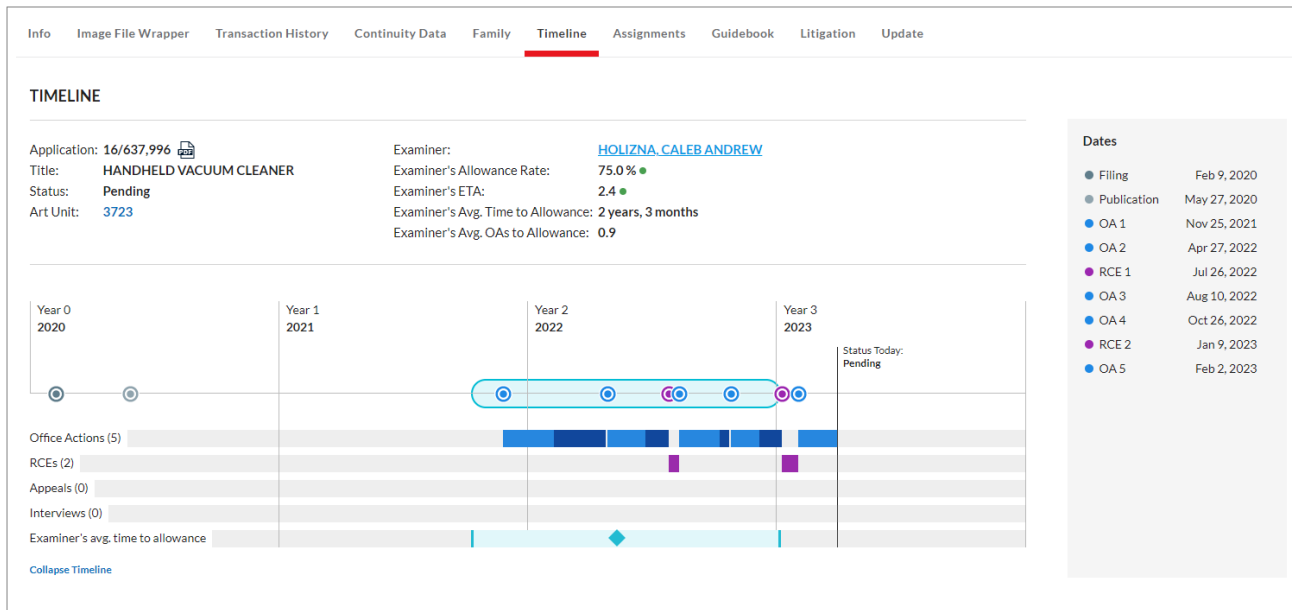 Info Image File Wrapper Transaction History Continuity Data Family Timeline Assignments Guidebook Litigation Update
TIMELINE
Application: 16/637,996 PDF
Title: HANDHELD VACUUM CLEANER
Status: Pending
Art Unit: 3723
Examiner: HOLIZNA, CALEB ANDREW
Examiner's Allowance Rate: 75.0 %
Examiner's ETA: 2.4
Examiner's Avg. Time to Allowance: 2 years, 3 months
Examiner's Avg. OAs to Allowance: 0.9
Year 0
2020
Year 1
2021
Year 2
2022
Year 3
2023
Status Today:
Pending
Office Actions (5)
RCEs (2)
Appeals (0)
Interviews (0)
Examiner's avg. time to allowance
Collapse Timeline
Dates
Filing Feb 9, 2020
Publication May 27, 2020
OA 1 Nov 25, 2021
OA 2 Apr 27, 2022
RCE 1 Jul 26, 2022
OA 3 Aug 10, 2022
OA 4 Oct 26, 2022
RCE 2 Jan 9, 2023
OA 5 Feb 2, 2023